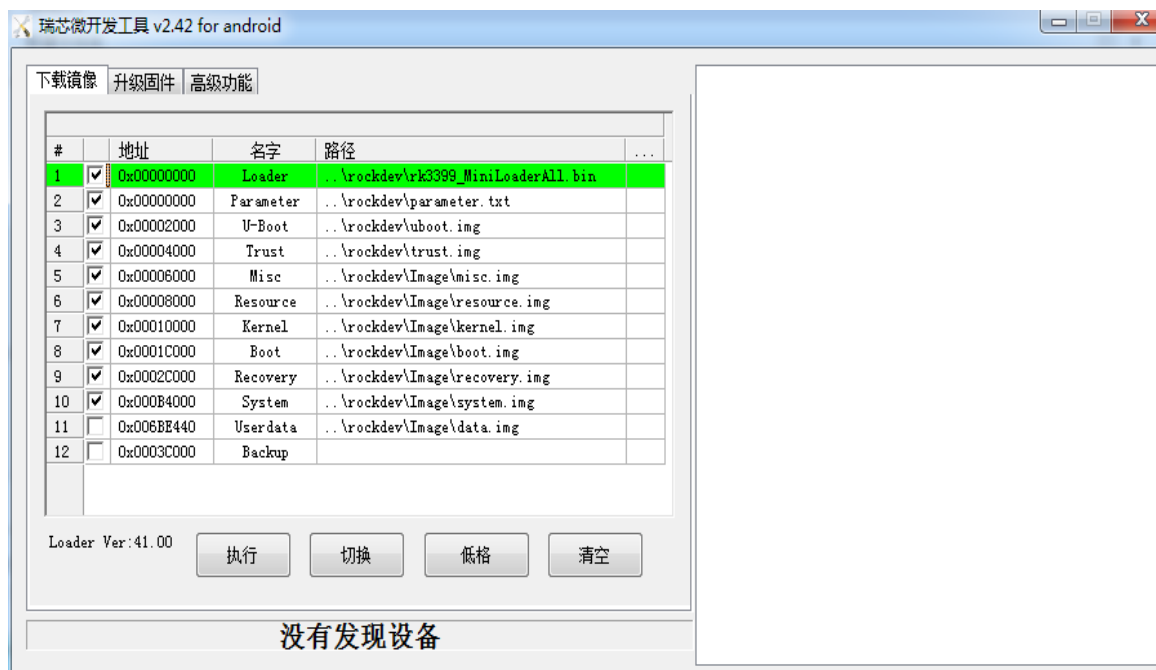 瑞芯微开发工具 v2.42 for android
下载镜像 升级固件 高级功能
# 地址 名字 路径 ...
1 0x00000000 Loader ..\rockdev\rk3399_MiniLoaderAll.bin
2 0x00000000 Parameter ..\rockdev\parameter.txt
3 0x00002000 U-Boot ..\rockdev\uboot.img
4 0x00004000 Trust ..\rockdev\trust.img
5 0x00006000 Misc ..\rockdev\Image\misc.img
6 0x00008000 Resource ..\rockdev\Image\resource.img
7 0x00010000 Kernel ..\rockdev\Image\kernel.img
8 0x0001C000 Boot ..\rockdev\Image\boot.img
9 0x0002C000 Recovery ..\rockdev\Image\recovery.img
10 0x000B4000 System ..\rockdev\Image\system.img
11 0x006BE440 Userdata ..\rockdev\Image\data.img
12 0x0003C000 Backup
Loader Ver:41.00 执行 切换 低格 清空
没有发现设备